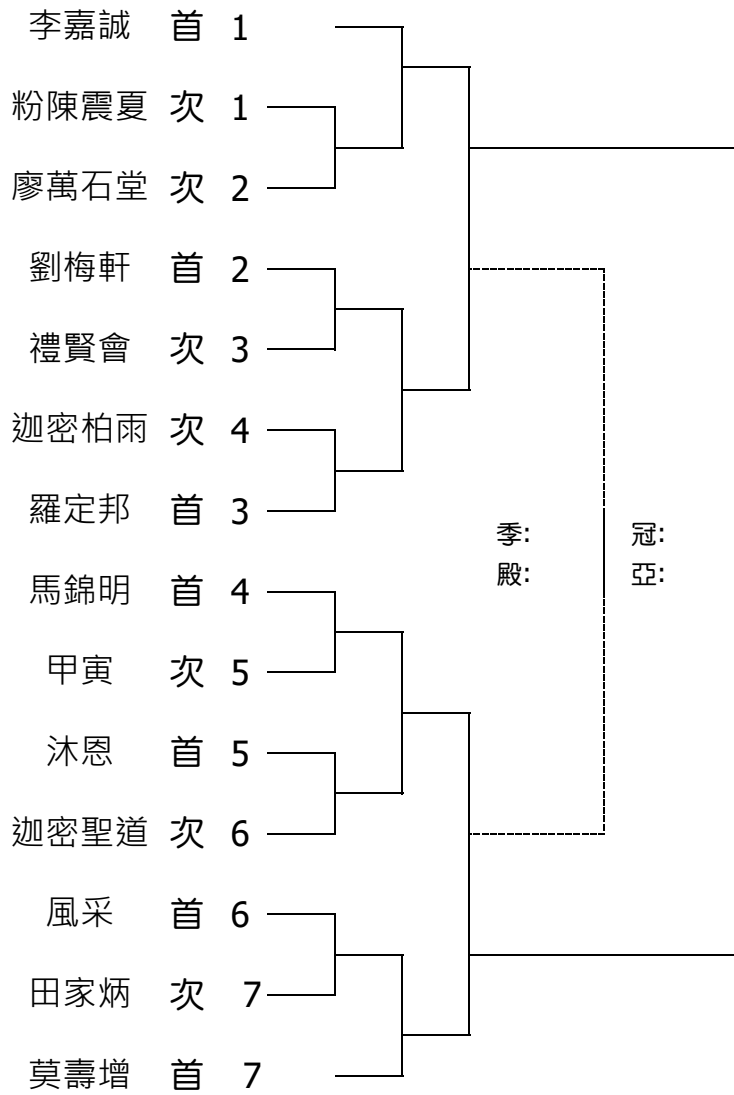 李嘉誠 首 1
粉陳震夏 次 1
廖萬石堂 次 2
劉梅軒 首 2
禮賢會 次 3
迦密柏雨 次 4
羅定邦 首 3
季: 冠:
殿: 亞:
馬錦明 首 4
甲寅 次 5
沐恩 首 5
迦密聖道 次 6
風采 首 6
田家炳 次 7
莫壽增 首 7